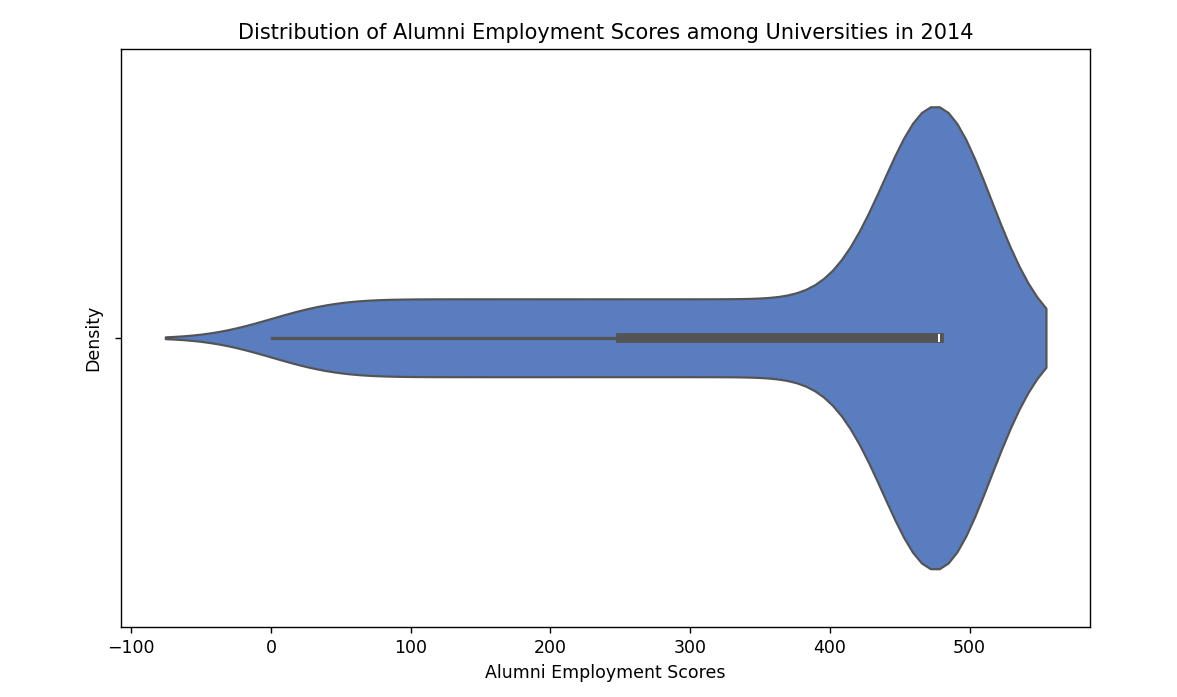 Distribution of Alumni Employment Scores among Universities in 2014
Density
−100 0 100 200 300 400 500
Alumni Employment Scores